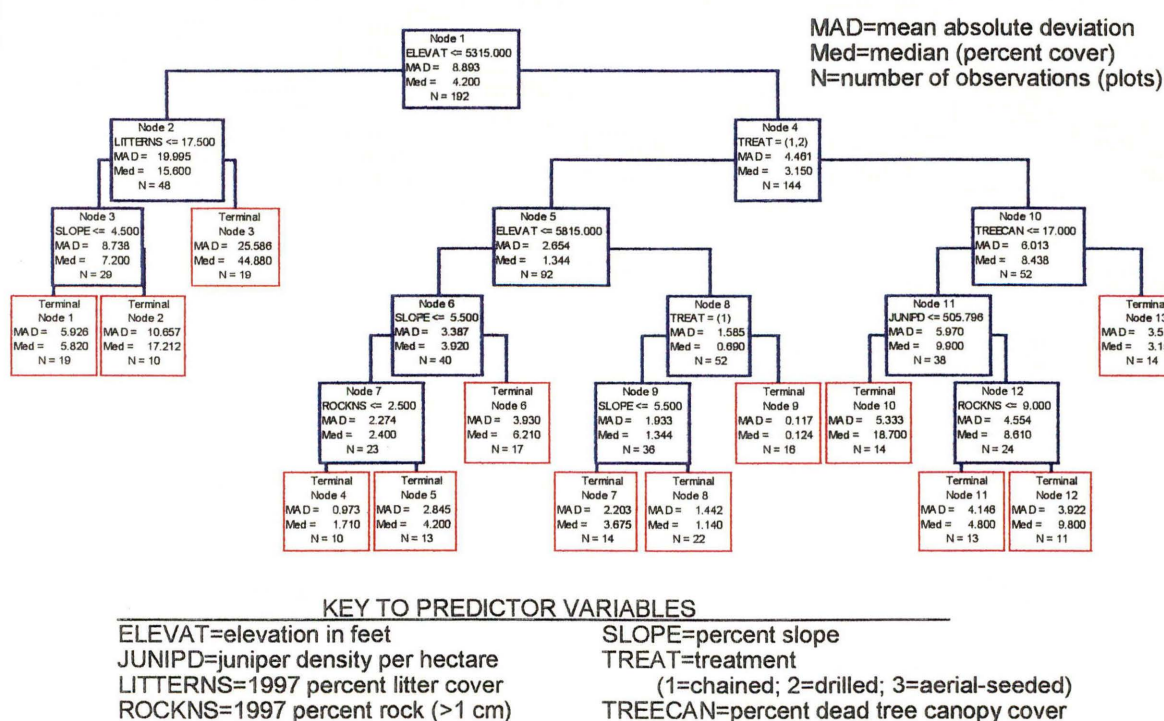 MAD=mean absolute deviation
Med=median (percent cover)
N=number of observations (plots)
Node 1
ELEVAT <= 5315.000
MAD = 8.893
Med = 4.200
N = 192
Node 2
LITTERNS <= 17.500
MAD = 19.995
Med = 15.600
N = 48
Node 4
TREAT = (1,2)
MAD = 4.461
Med = 3.150
N = 144
Node 3
SLOPE <= 4.500
MAD = 8.738
Med = 7.200
N = 29
Terminal
Node 3
MAD = 25.586
Med = 44.880
N = 19
Node 5
ELEVAT <= 5815.000
MAD = 2.654
Med = 1.344
N = 92
Node 10
TREECAN <= 17.000
MAD = 6.013
Med = 8.438
N = 52
Terminal
Node 1
MAD = 5.926
Med = 5.820
N = 19
Terminal
Node 2
MAD = 10.657
Med = 17.212
N = 10
Node 6
SLOPE <= 5.500
MAD = 3.387
Med = 3.920
N = 40
Node 8
TREAT = (1)
MAD = 1.585
Med = 0.690
N = 52
Node 11
JUNIPD <= 505.796
MAD = 5.970
Med = 9.900
N = 38
Terminal
Node 13
MAD = 3.5
Med = 3.1
N = 14
Node 7
ROCKNS <= 2.500
MAD = 2.274
Med = 2.400
N = 23
Terminal
Node 6
MAD = 3.930
Med = 6.210
N = 17
Node 9
SLOPE <= 5.500
MAD = 1.933
Med = 1.344
N = 36
Terminal
Node 9
MAD = 0.117
Med = 0.124
N = 16
Terminal
Node 10
MAD = 5.333
Med = 18.700
N = 14
Node 12
ROCKNS <= 9.000
MAD = 4.554
Med = 8.610
N = 24
Terminal
Node 4
MAD = 0.973
Med = 1.710
N = 10
Terminal
Node 5
MAD = 2.845
Med = 4.200
N = 13
Terminal
Node 7
MAD = 2.203
Med = 3.675
N = 14
Terminal
Node 8
MAD = 1.442
Med = 1.140
N = 22
Terminal
Node 11
MAD = 4.146
Med = 4.800
N = 13
Terminal
Node 12
MAD = 3.922
Med = 9.800
N = 11
KEY TO PREDICTOR VARIABLES
ELEVAT=elevation in feet
JUNIPD=juniper density per hectare
LITTERNS=1997 percent litter cover
ROCKNS=1997 percent rock (>1 cm)
SLOPE=percent slope
TREAT=treatment
(1=chained; 2=drilled; 3=aerial-seeded)
TREECAN=percent dead tree canopy cover